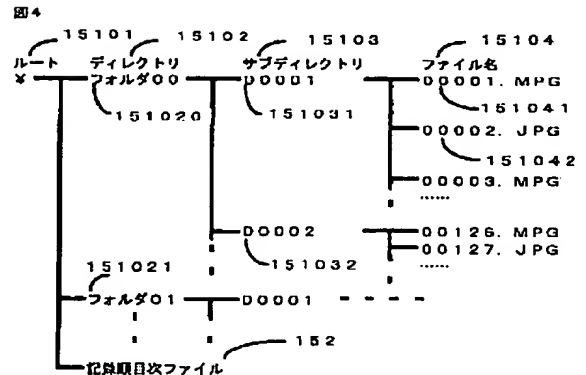 図4
15101 15102 15103 15104
ルート ディレクトリ サブディレクトリ ファイル名
¥ フォルダ00 D0001 00001. MPG
151020 151031 151041
00002. JPG
151042
00003. MPG
……
D0002 00126. MPG
00127. JPG
151021 151032 ……
フォルダ01 D0001
152
記録順目次ファイル